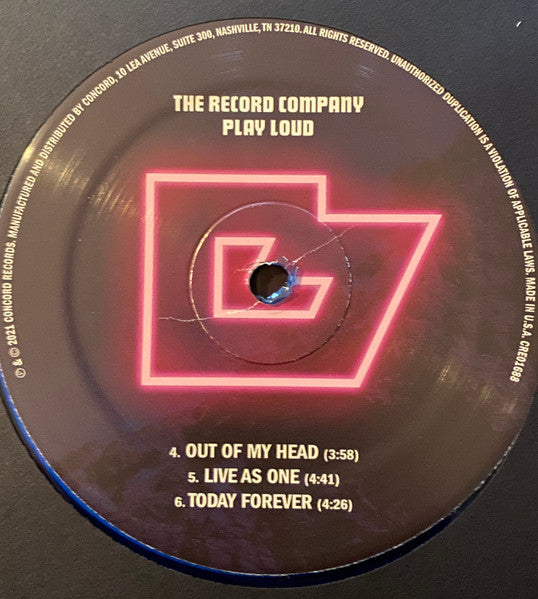 ℗ & © 2021 CONCORD RECORDS. MANUFACTURED AND DISTRIBUTED BY CONCORD, 10 LEA AVENUE, SUITE 300, NASHVILLE, TN 37210. ALL RIGHTS RESERVED. UNAUTHORIZED DUPLICATION IS A VIOLATION OF APPLICABLE LAWS. MADE IN U.S.A. CRE01688
THE RECORD COMPANY
PLAY LOUD
4. OUT OF MY HEAD (3:58)
5. LIVE AS ONE (4:41)
6. TODAY FOREVER (4:26)